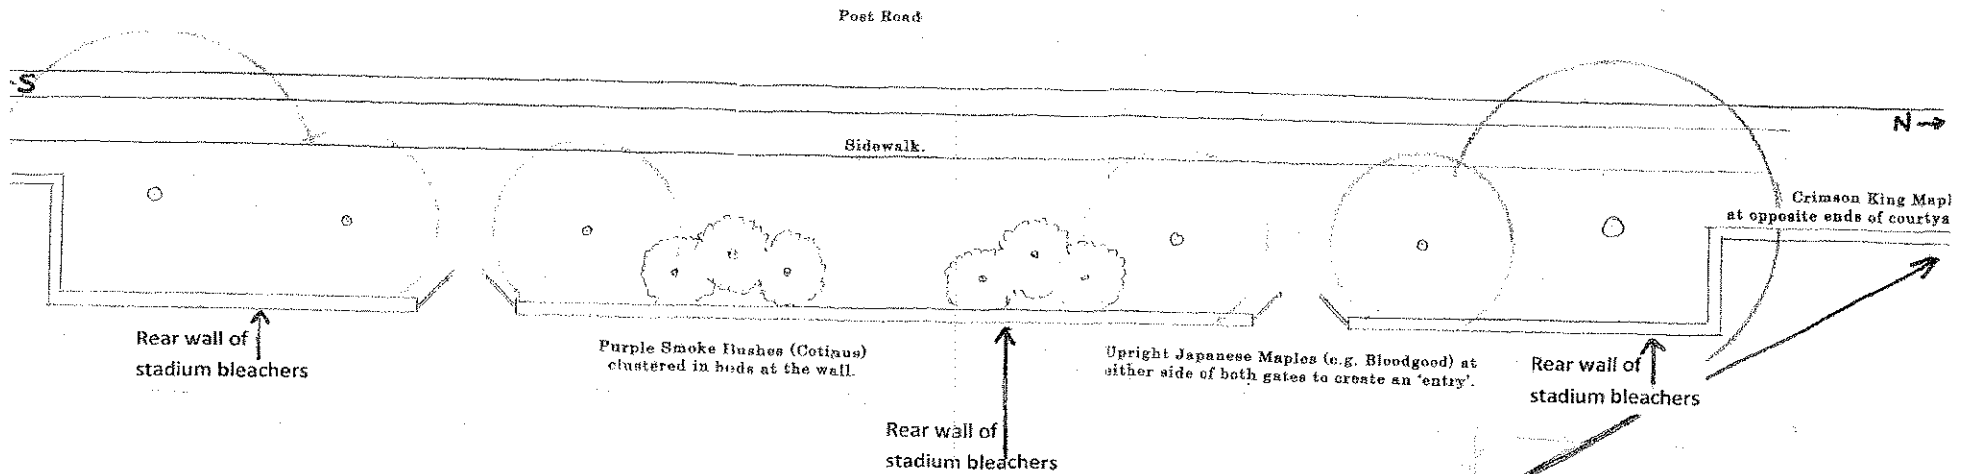 Post Road
S
N
Sidewalk.
Crimson King Mapl
at opposite ends of courtya
Rear wall of
stadium bleachers
Purple Smoke Bushes (Cotinus)
clustered in beds at the wall.
Upright Japanese Maples (e.g. Bloodgood) at
either side of both gates to create an 'entry'.
Rear wall of
stadium bleachers
Rear wall of
stadium bleachers